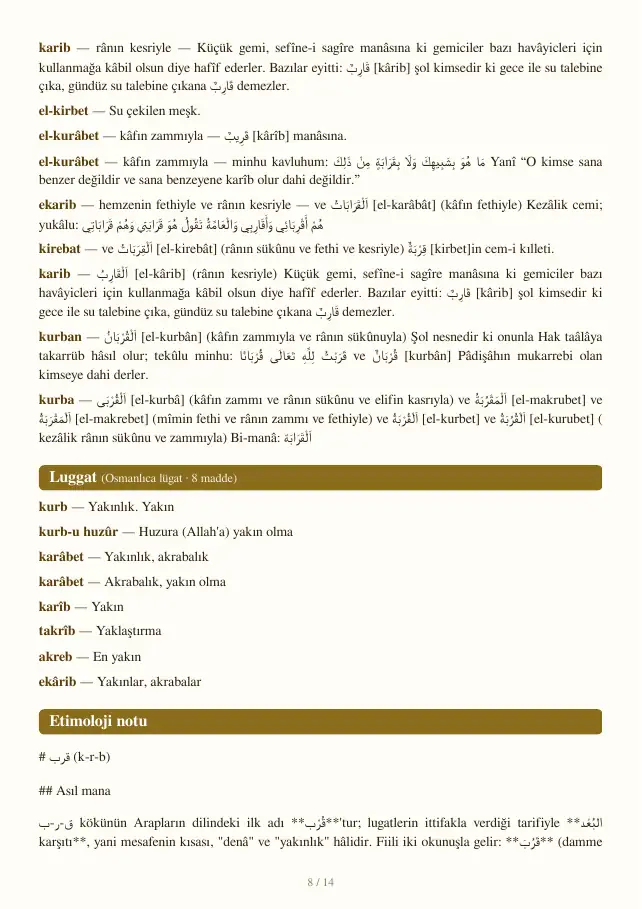 karib — rânın kesriyle — Küçük gemi, sefîne-i sagîre manâsına ki gemiciler bazı havâyicleri için
kullanmağa kâbil olsun diye hafîf ederler. Bazılar eyitti: قَارِبٌ [kârib] şol kimsedir ki gece ile su talebine
çıka, gündüz su talebine çıkana قَارِبٌ demezler.
el-kirbet — Su çekilen meşk.
el-kurâbet — kâfın zammıyla — قَرِيبٌ [karîb] manâsına.
el-kurâbet — kâfın zammıyla — minhu kavluhum: مَا هُوَ بِشَبِيهِكَ وَلَا بِقَرَابَةٍ مِنْ ذَلِكَ Yanî “O kimse sana
benzer değildir ve sana benzeyene karîb olur dahi değildir.”
ekarib — hemzenin fethiyle ve rânın kesriyle — ve اَلْقَرَابَاتُ [el-karâbât] (kâfın fethiyle) Kezâlik cemi;
yukâlu: هُمْ أَقْرِبَائِي وَأَقَارِبِي وَالْعَامَّةُ تَقُولُ هُوَ قَرَابَتِي وَهُمْ قَرَابَاتِي
kirebat — ve اَلْقِرَبَاتُ [el-kirebât] (rânın sükûnu ve fethi ve kesriyle) قِرْبَةٌ [kirbet]in cem-i kılleti.
karib — اَلْقَارِبُ [el-kârib] (rânın kesriyle) Küçük gemi, sefîne-i sagîre manâsına ki gemiciler bazı
havâyicleri için kullanmağa kâbil olsun diye hafîf ederler. Bazılar eyitti: قَارِبٌ [kârib] şol kimsedir ki
gece ile su talebine çıka, gündüz su talebine çıkana قَارِبٌ demezler.
kurban — اَلْقُرْبَانُ [el-kurbân] (kâfın zammıyla ve rânın sükûnuyla) Şol nesnedir ki onunla Hak taâlâya
takarrüb hâsıl olur; tekûlu minhu: قَرَبْتُ لِلَّهِ تَعَالَى قُرْبَانًا ve قُرْبَانٌ [kurbân] Pâdişâhın mukarrebi olan
kimseye dahi derler.
kurba — اَلْقُرْبَى [el-kurbâ] (kâfın zammı ve rânın sükûnu ve elifin kasrıyla) ve اَلْمَقْرُبَةُ [el-makrubet] ve
اَلْمَقْرَبَةُ [el-makrebet] (mîmin fethi ve rânın zammı ve fethiyle) ve اَلْقُرْبَةُ [el-kurbet] ve اَلْقُرُبَةُ [el-kurubet] (
kezâlik rânın sükûnu ve zammıyla) Bi-manâ: اَلْقَرَابَة
Luggat (Osmanlıca lügat · 8 madde)
kurb — Yakınlık. Yakın
kurb-u huzûr — Huzura (Allah'a) yakın olma
karâbet — Yakınlık, akrabalık
karâbet — Akrabalık, yakın olma
karîb — Yakın
takrîb — Yaklaştırma
akreb — En yakın
ekârib — Yakınlar, akrabalar
Etimoloji notu
# قرب (k-r-b)
## Asıl mana
ق-ر-ب kökünün Arapların dilindeki ilk adı **قُرْب**'tur; lugatlerin ittifakla verdiği tarifiyle **البُعْد
karşıtı**, yani mesafenin kısası, "denâ" ve "yakınlık" hâlidir. Fiili iki okunuşla gelir: **قَرُبَ** (damme
8 / 14